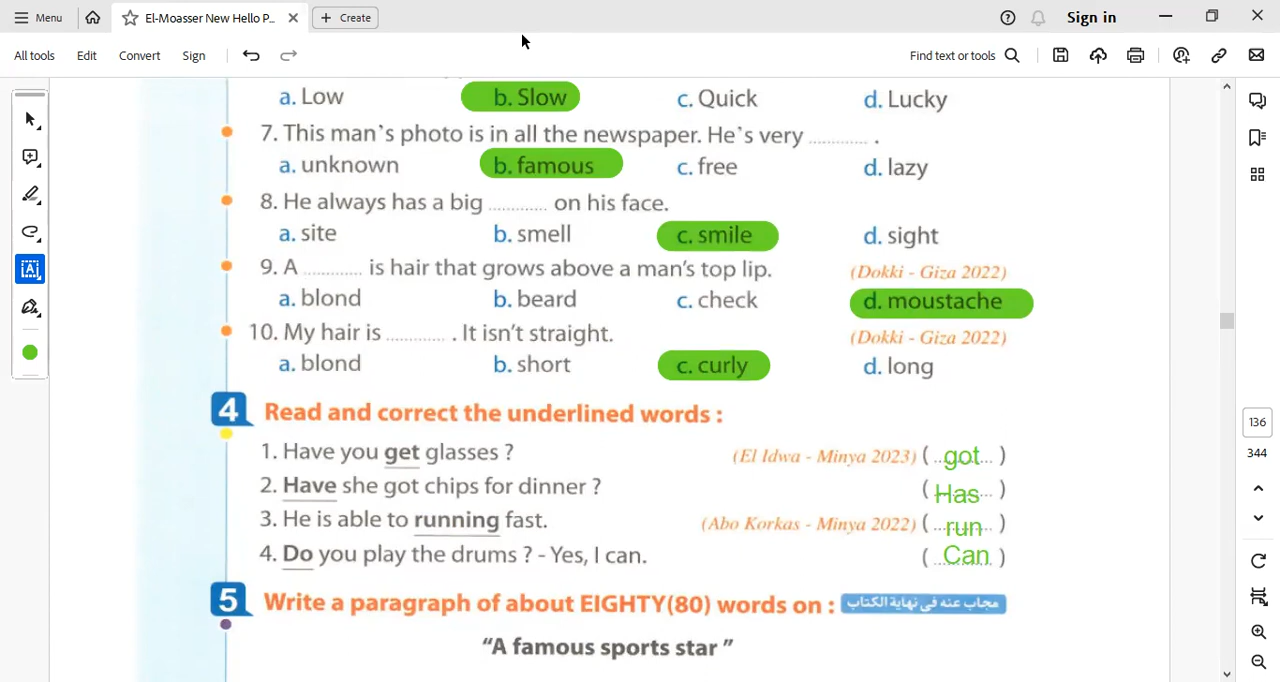 Menu El-Moasser New Hello P... Create Sign in
All tools Edit Convert Sign Find text or tools
a. Low b. Slow c. Quick d. Lucky
7. This man's photo is in all the newspaper. He's very ............ .
a. unknown b. famous c. free d. lazy
8. He always has a big ............ on his face.
a. site b. smell c. smile d. sight
9. A ............ is hair that grows above a man's top lip. (Dokki - Giza 2022)
a. blond b. beard c. check d. moustache
10. My hair is ............ . It isn't straight. (Dokki - Giza 2022)
a. blond b. short c. curly d. long
4 Read and correct the underlined words :
1. Have you get glasses ? (El Idwa - Minya 2023) ( got )
2. Have she got chips for dinner ? ( Has )
3. He is able to running fast. (Abo Korkas - Minya 2022) ( run )
4. Do you play the drums ? - Yes, I can. ( Can )
5 Write a paragraph of about EIGHTY(80) words on : مجاب عنه في نهاية الكتاب
"A famous sports star "
136
344